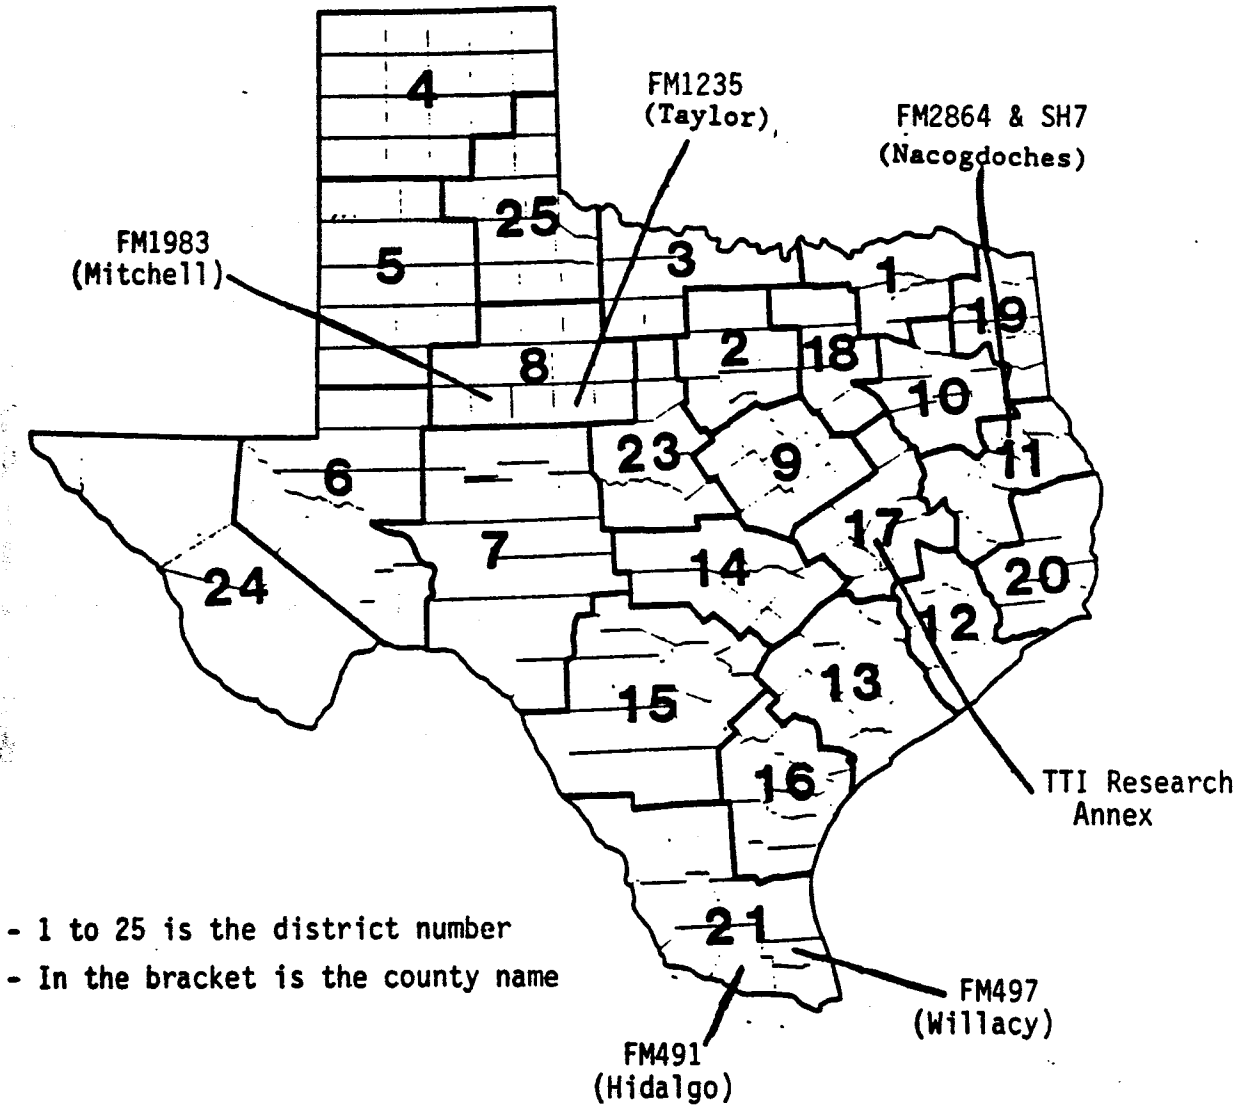 4
FM1235
(Taylor)
FM2864 & SH7
(Nacogdoches)
25
FM1983
(Mitchell)
5
3
1
19
8
2
18
10
23
9
11
6
17
7
14
20
24
12
15
13
16
TTI Research
Annex
21
- 1 to 25 is the district number
- In the bracket is the county name
FM497
(Willacy)
FM491
(Hidalgo)